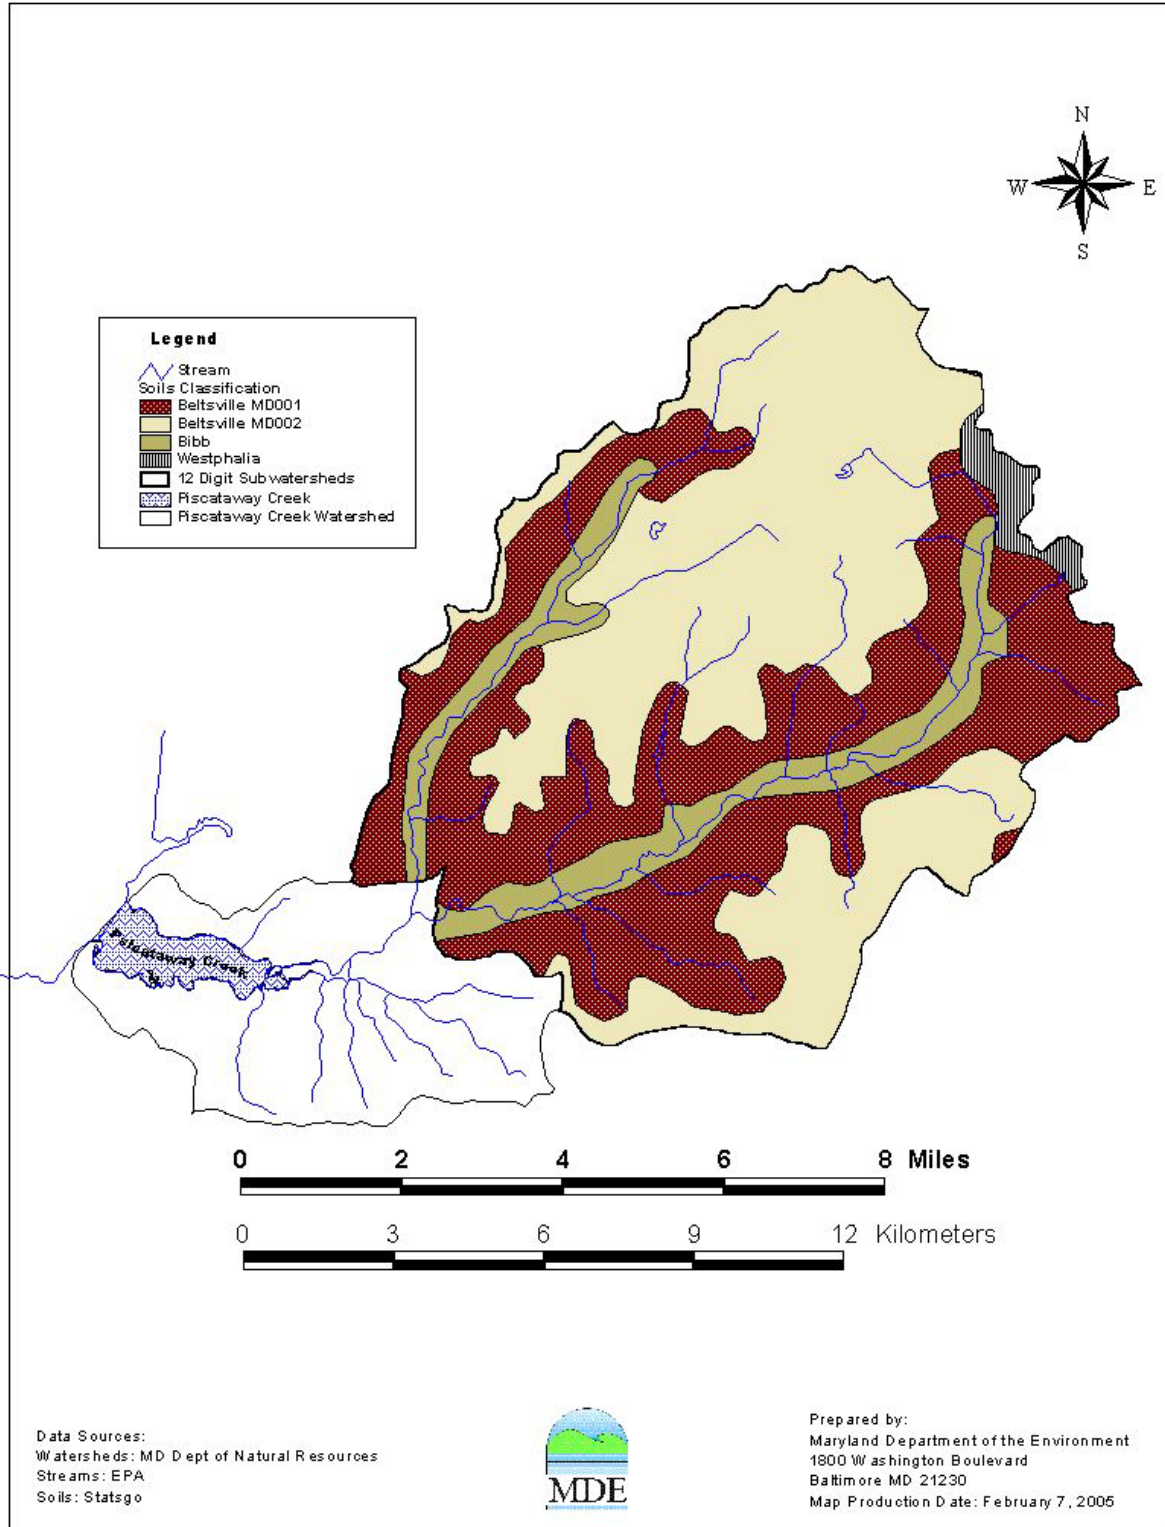 N
W E
S
Legend
Stream
Soils Classification
Beltsville MD001
Beltsville MD002
Bibb
Westphalia
12 Digit Subwatersheds
Piscataway Creek
Piscataway Creek Watershed
Piscataway Creek
0 2 4 6 8 Miles
0 3 6 9 12 Kilometers
Data Sources:
Watersheds: MD Dept of Natural Resources
Streams: EPA
Soils: Statsgo
MDE
Prepared by:
Maryland Department of the Environment
1800 Washington Boulevard
Baltimore MD 21230
Map Production Date: February 7, 2005